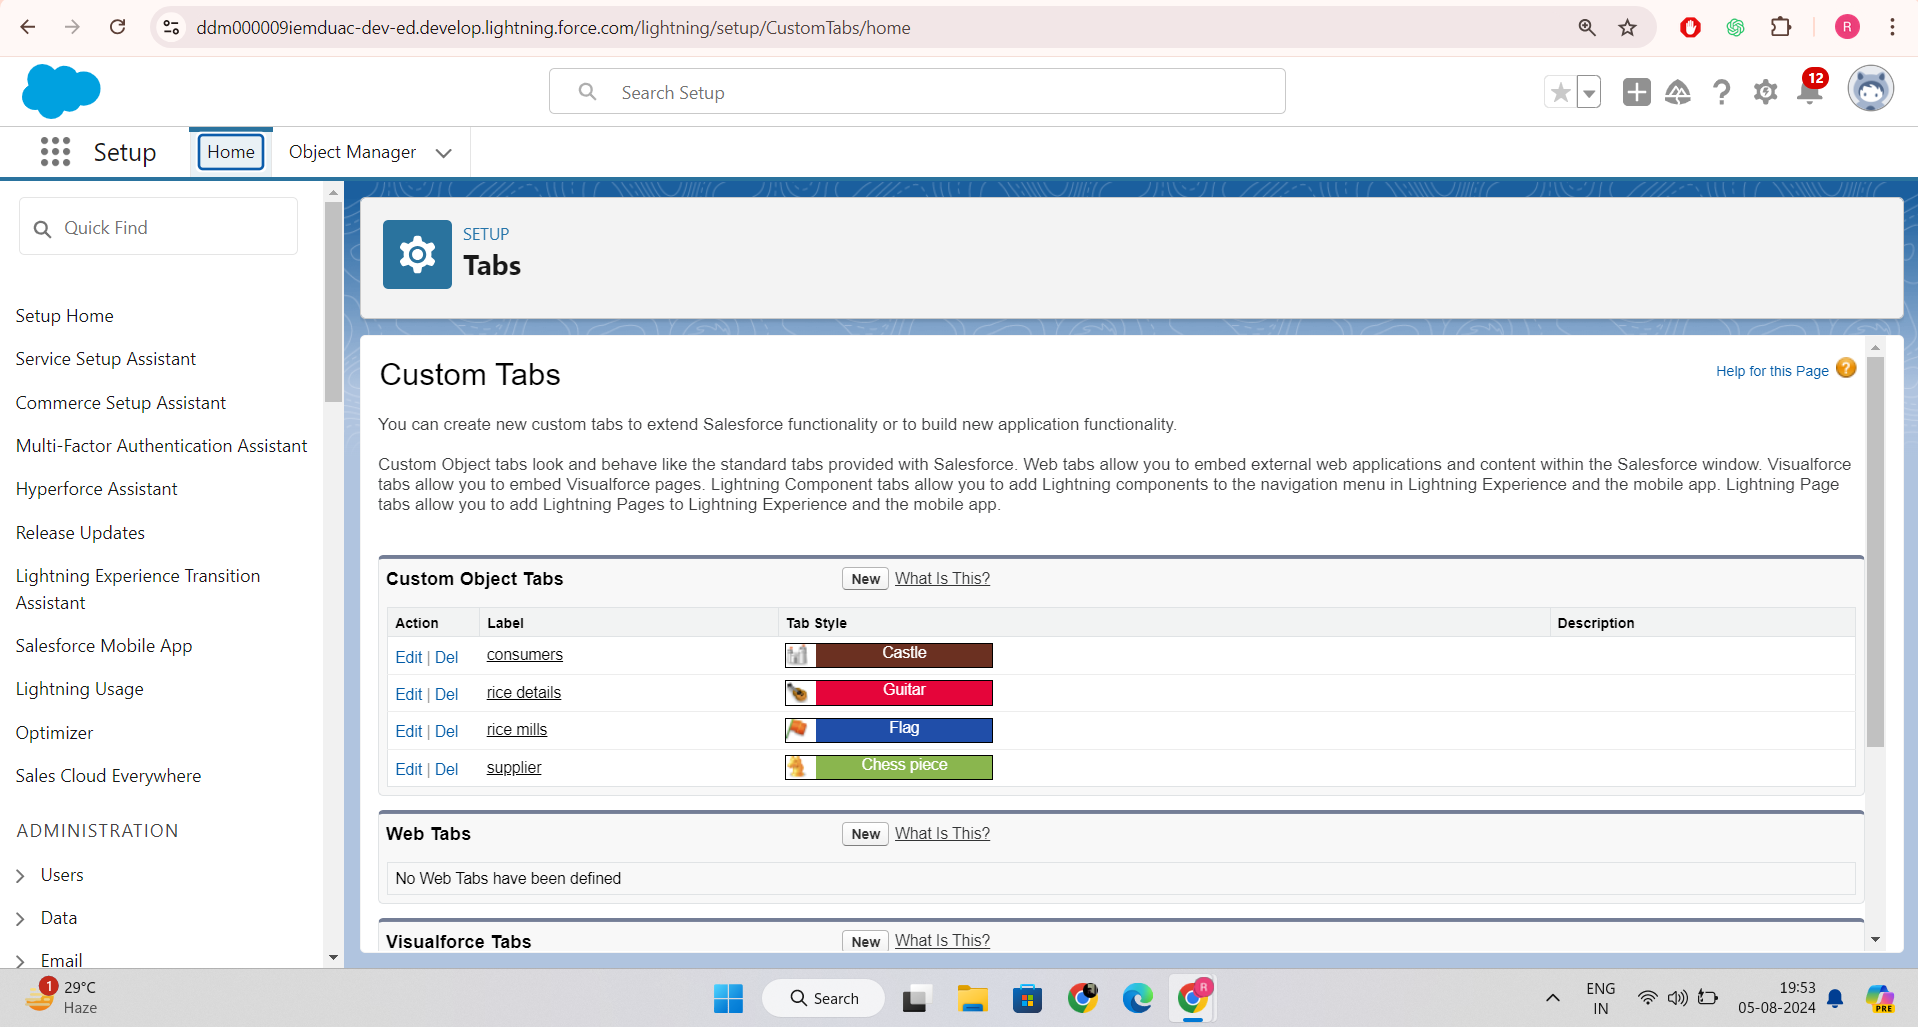 ddm000009iemduac-dev-ed.develop.lightning.force.com/lightning/setup/CustomTabs/home
R
Search Setup
12
Setup
Home
Object Manager
Quick Find
Setup Home
Service Setup Assistant
Commerce Setup Assistant
Multi-Factor Authentication Assistant
Hyperforce Assistant
Release Updates
Lightning Experience Transition
Assistant
Salesforce Mobile App
Lightning Usage
Optimizer
Sales Cloud Everywhere
ADMINISTRATION
Users
Data
Email
SETUP
Tabs
Custom Tabs
Help for this Page ?
You can create new custom tabs to extend Salesforce functionality or to build new application functionality.
Custom Object tabs look and behave like the standard tabs provided with Salesforce. Web tabs allow you to embed external web applications and content within the Salesforce window. Visualforce
tabs allow you to embed Visualforce pages. Lightning Component tabs allow you to add Lightning components to the navigation menu in Lightning Experience and the mobile app. Lightning Page
tabs allow you to add Lightning Pages to Lightning Experience and the mobile app.
Custom Object Tabs New What Is This?
Action Label Tab Style Description
Edit | Del consumers Castle
Edit | Del rice details Guitar
Edit | Del rice mills Flag
Edit | Del supplier Chess piece
Web Tabs New What Is This?
No Web Tabs have been defined
Visualforce Tabs New What Is This?
1
29°C
Haze
Search
R
ENG
IN
19:53
05-08-2024
PRE